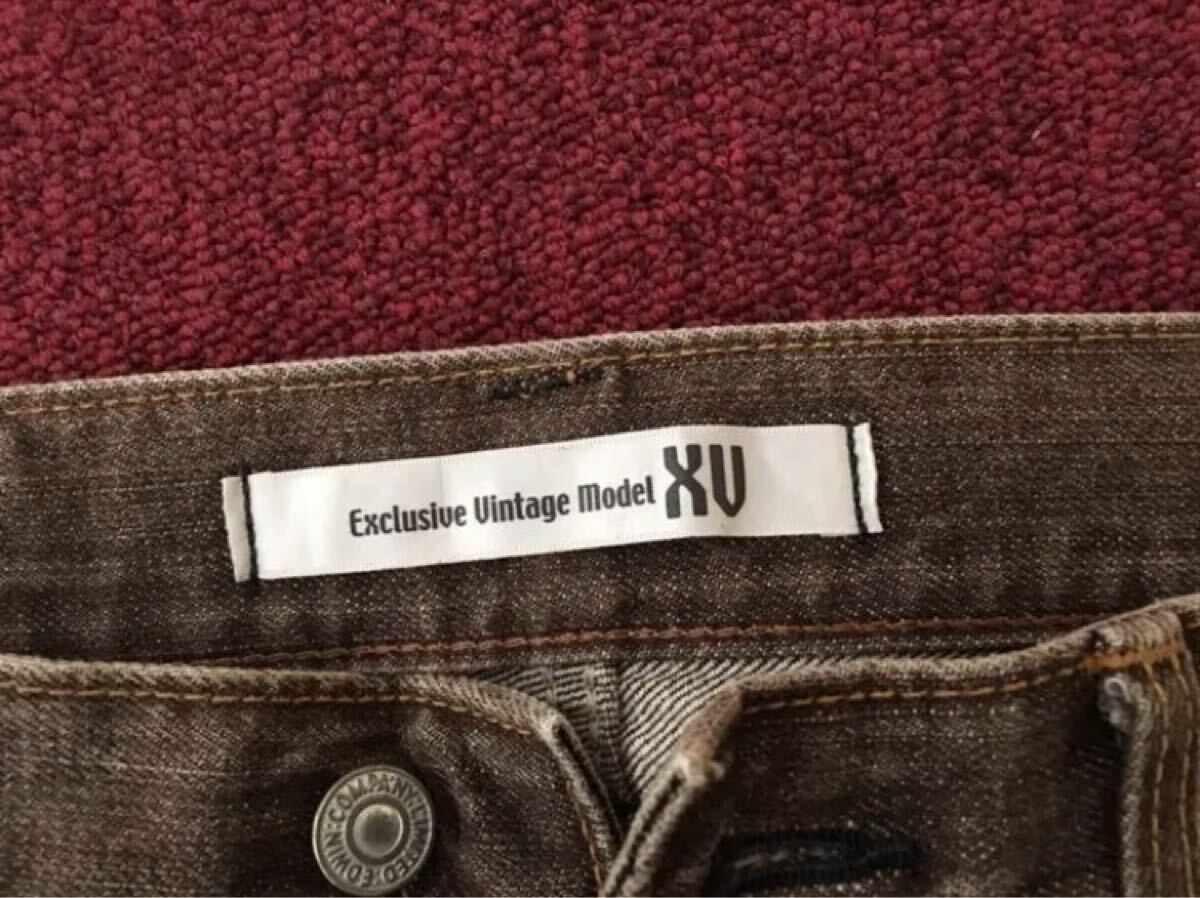 Exclusive Vintage Model XV
EDWIN:COMPANY:LIMITED: